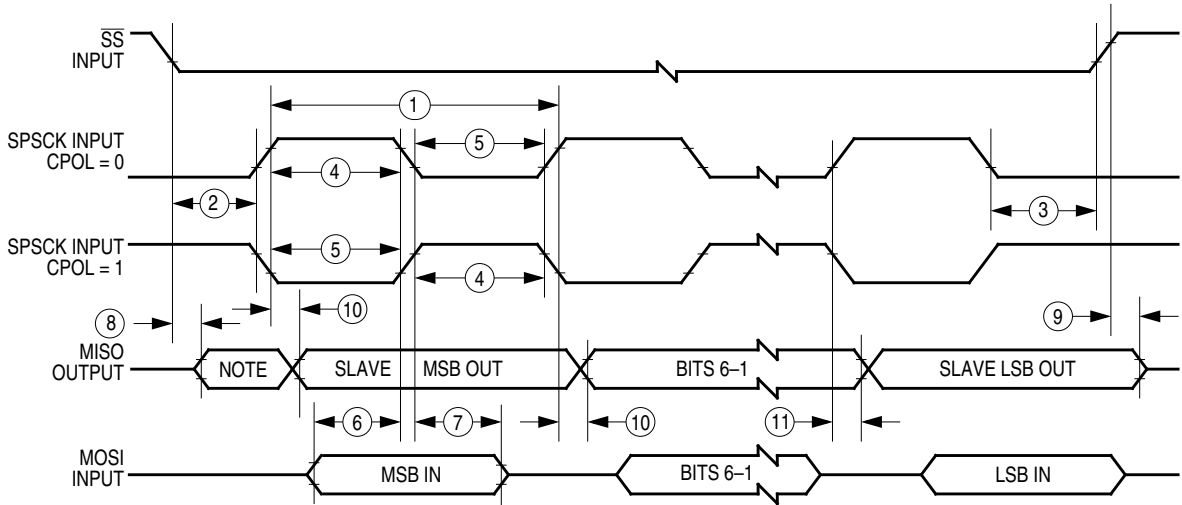 SS
INPUT
1
SPSCK INPUT
CPOL = 0
5
4
2
3
SPSCK INPUT
CPOL = 1
5
4
8
10
9
MISO
OUTPUT
NOTE
SLAVE
MSB OUT
BITS 6–1
SLAVE LSB OUT
6
7
10
11
MOSI
INPUT
MSB IN
BITS 6–1
LSB IN